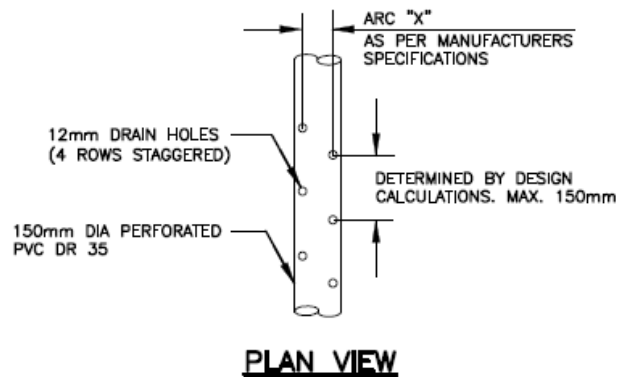 ARC "X"
AS PER MANUFACTURERS
SPECIFICATIONS
12mm DRAIN HOLES
(4 ROWS STAGGERED)
DETERMINED BY DESIGN
CALCULATIONS. MAX. 150mm
150mm DIA PERFORATED
PVC DR 35
PLAN VIEW